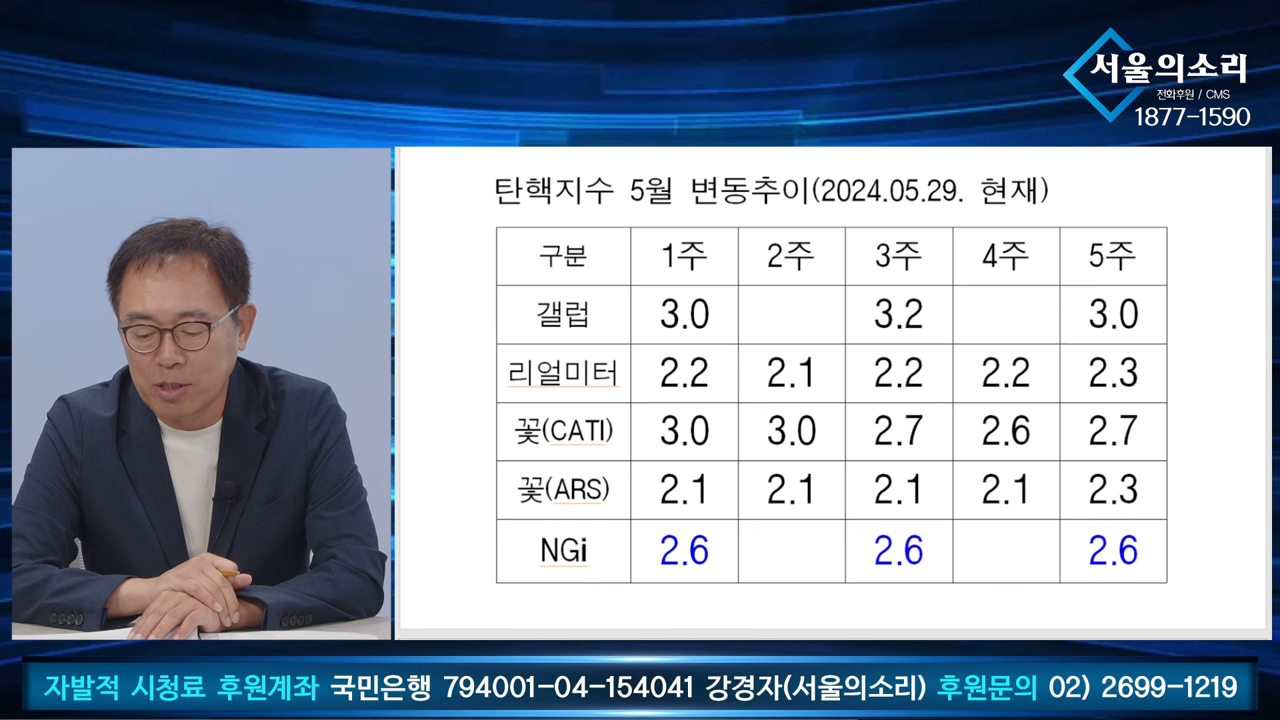 서울의소리
전화후원 / CMS
1877-1590
탄핵지수 5월 변동추이(2024.05.29. 현재)
구분 1주 2주 3주 4주 5주
갤럽 3.0 3.2 3.0
리얼미터 2.2 2.1 2.2 2.2 2.3
꽃(CATI) 3.0 3.0 2.7 2.6 2.7
꽃(ARS) 2.1 2.1 2.1 2.1 2.3
NGi 2.6 2.6 2.6
자발적 시청료 후원계좌 국민은행 794001-04-154041 강경자(서울의소리) 후원문의 02) 2699-1219